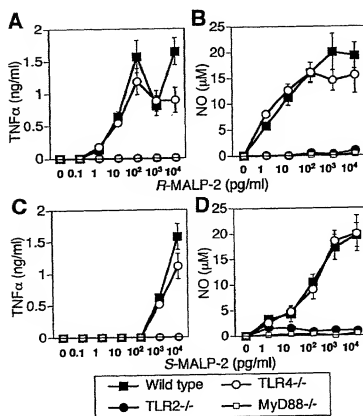 A
B
TNFα (ng/ml)
2
1.5
1
0.5
0
0 0.1 1 10 10² 10³ 10⁴
NO (μM)
25
20
15
10
5
0
0 1 10 10² 10³ 10⁴
R-MALP-2 (pg/ml)
C
D
TNFα (ng/ml)
2
1.5
1
0.5
0
0 0.1 1 10 10² 10³ 10⁴
NO (μM)
25
20
15
10
5
0
0 1 10 10² 10³ 10⁴
S-MALP-2 (pg/ml)
Wild type TLR4-/-
TLR2-/- MyD88-/-